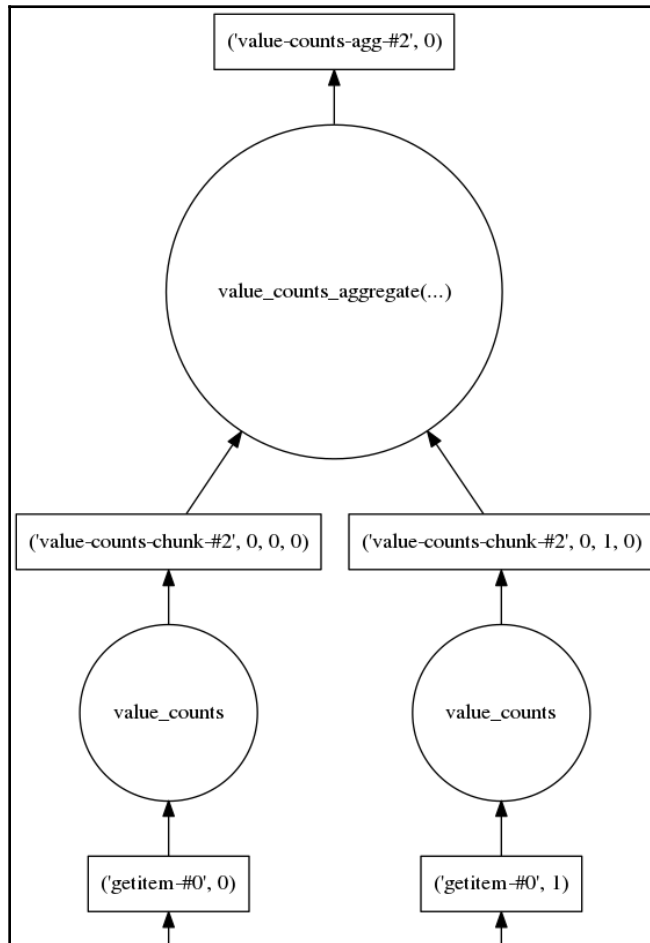 ('value-counts-agg-#2', 0)
value_counts_aggregate(...)
('value-counts-chunk-#2', 0, 0, 0)
('value-counts-chunk-#2', 0, 1, 0)
value_counts
value_counts
('getitem-#0', 0)
('getitem-#0', 1)